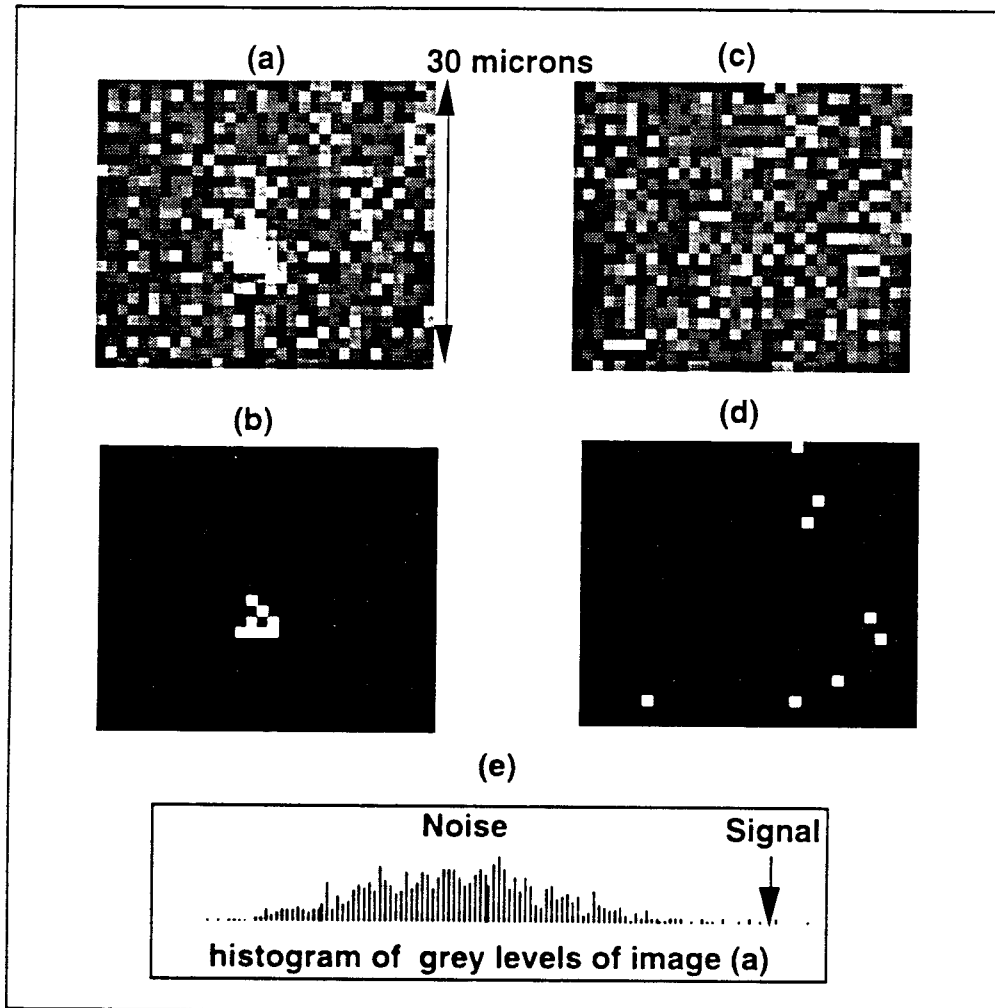 (a)
30 microns
(c)
(b)
(d)
(e)
Noise
Signal
histogram of grey levels of image (a)